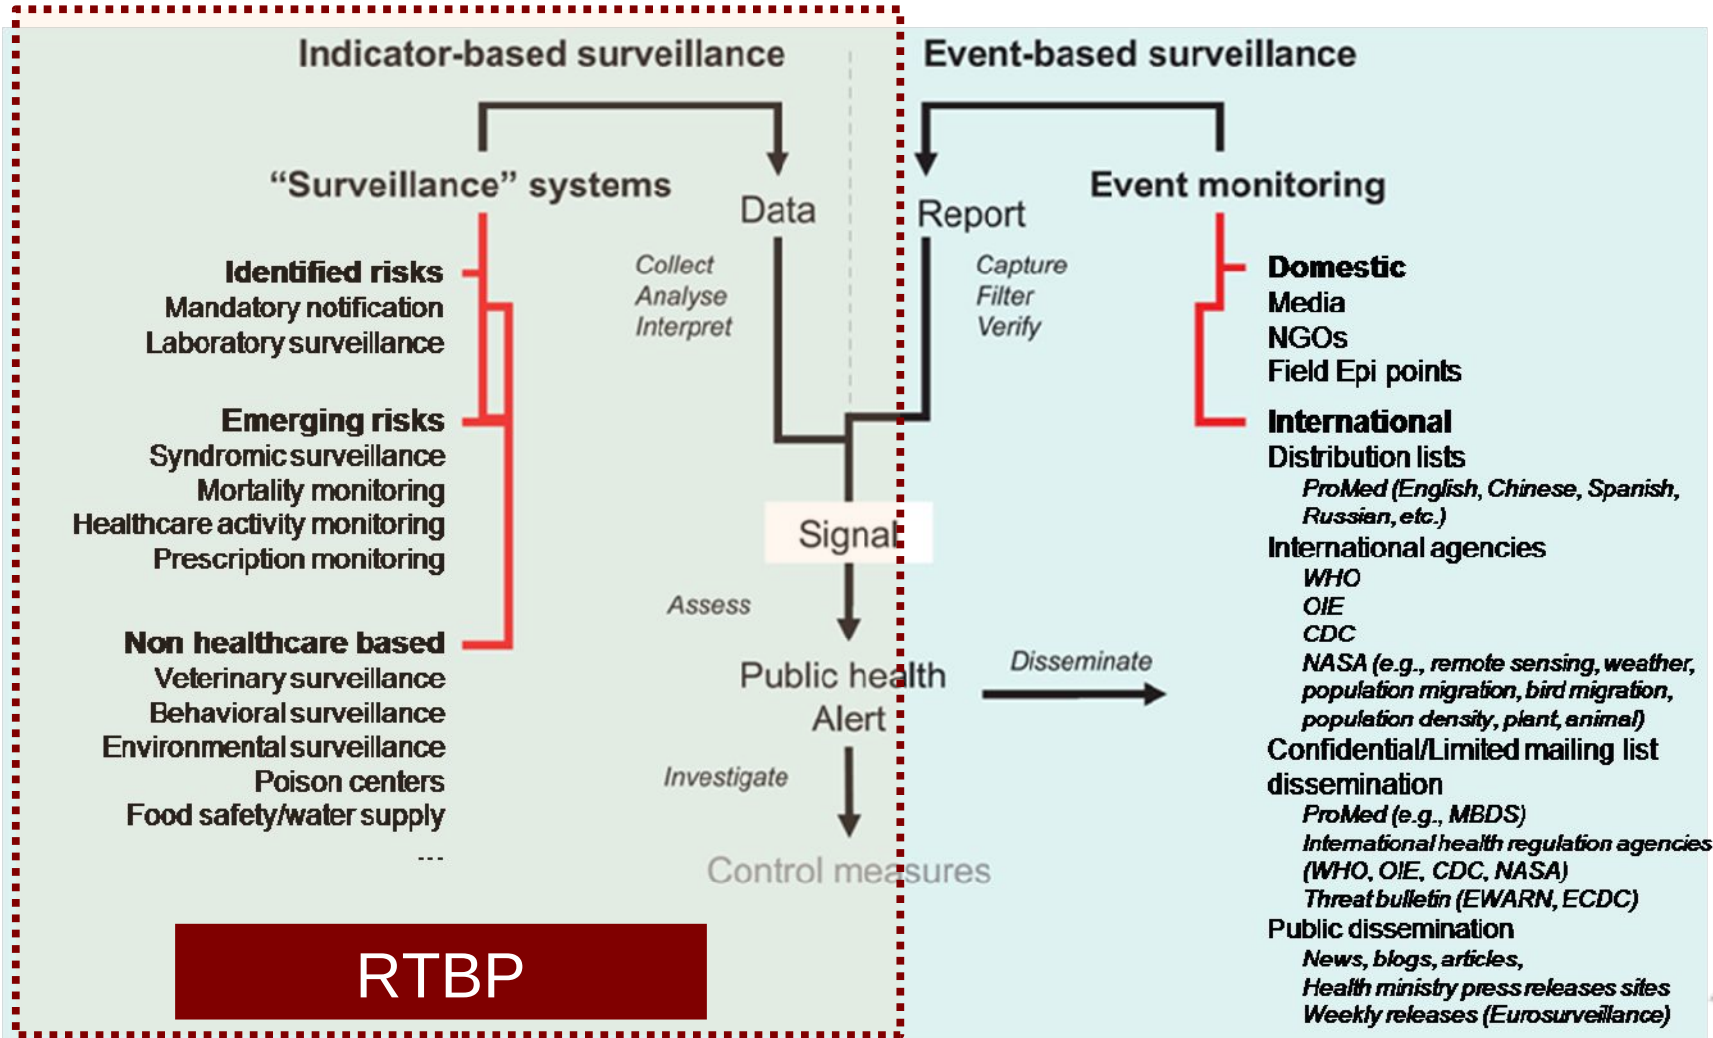 Indicator-based surveillance
“Surveillance” systems
Data
Collect
Analyse
Interpret
Identified risks
Mandatory notification
Laboratory surveillance
Emerging risks
Syndromic surveillance
Mortality monitoring
Healthcare activity monitoring
Prescription monitoring
Non healthcare based
Veterinary surveillance
Behavioral surveillance
Environmental surveillance
Poison centers
Food safety/water supply
...
Event-based surveillance
Report
Event monitoring
Capture
Filter
Verify
Domestic
Media
NGOs
Field Epi points
International
Distribution lists
ProMed (English, Chinese, Spanish,
Russian, etc.)
International agencies
WHO
OIE
CDC
NASA (e.g., remote sensing, weather,
population migration, bird migration,
population density, plant, animal)
Confidential/Limited mailing list
dissemination
ProMed (e.g., MBDS)
International health regulation agencies
(WHO, OIE, CDC, NASA)
Threat bulletin (EWARN, ECDC)
Public dissemination
News, blogs, articles,
Health ministry press releases sites
Weekly releases (Eurosurveillance)
Signal
Assess
Public health
Alert
Disseminate
Investigate
Control measures
RTBP